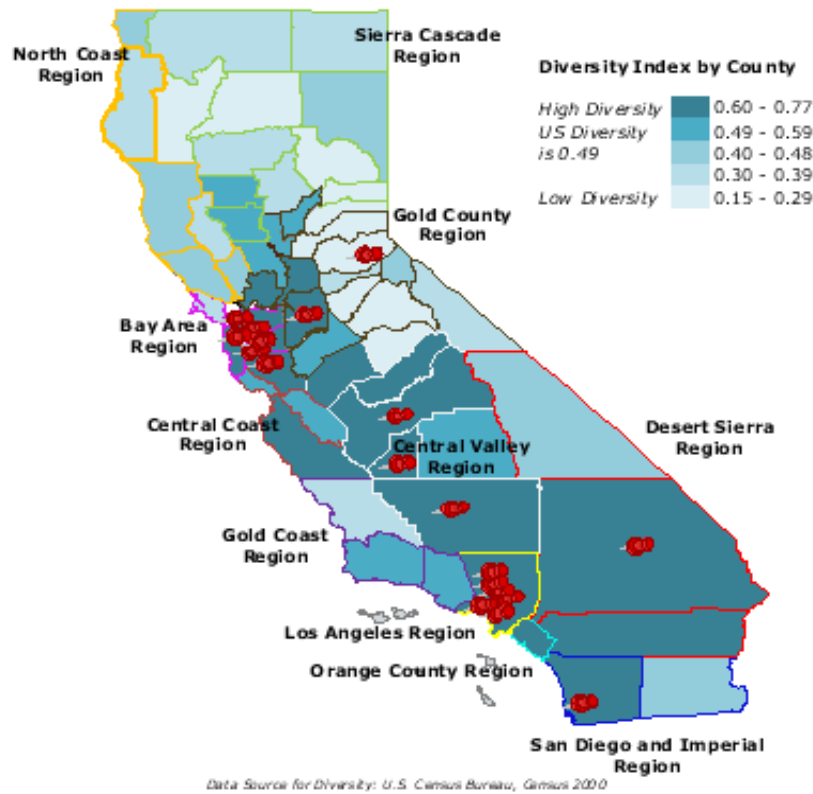 North Coast
Region
Sierra Cascade
Region
Diversity Index by County
High Diversity
US Diversity
is 0.49
Low Diversity
0.60 - 0.77
0.49 - 0.59
0.40 - 0.48
0.30 - 0.39
0.15 - 0.29
Gold County
Region
Bay Area
Region
Central Coast
Region
Central Valley
Region
Desert Sierra
Region
Gold Coast
Region
Los Angeles Region
Orange County Region
San Diego and Imperial
Region
Data Source for Diversity: U.S. Census Bureau, Census 2000